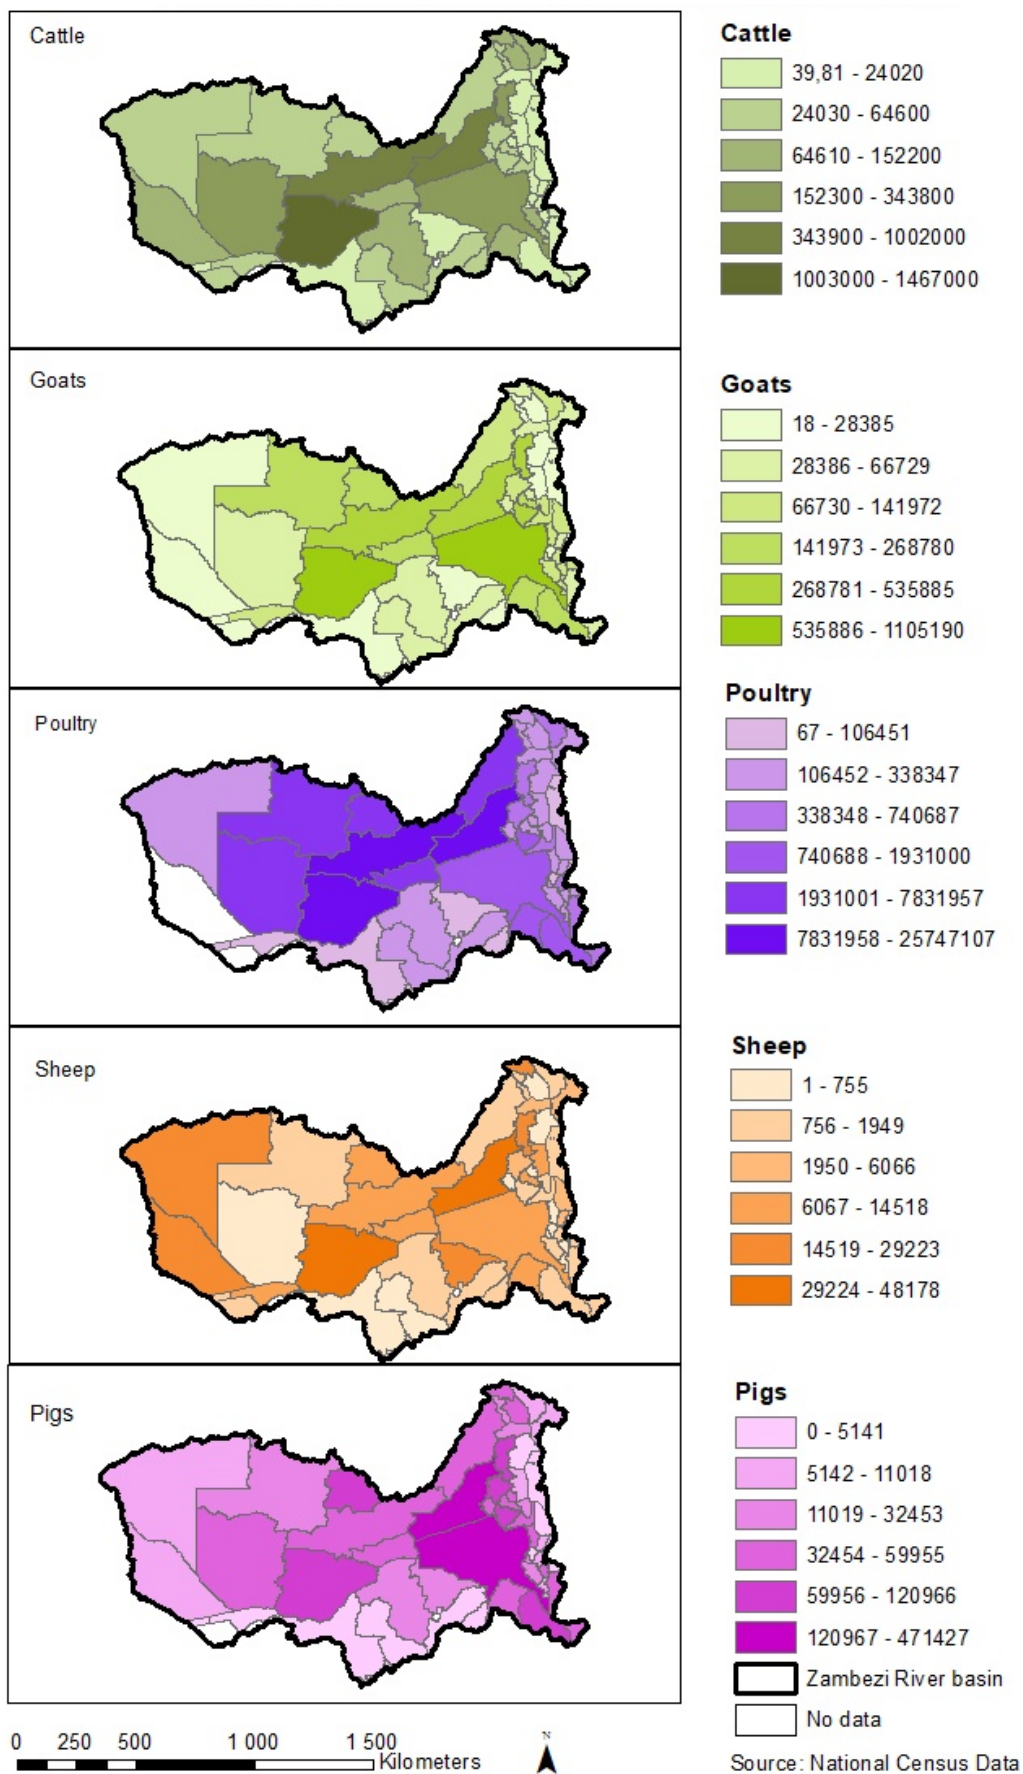 Cattle
Cattle
39,81 - 24020
24030 - 64600
64610 - 152200
152300 - 343800
343900 - 1002000
1003000 - 1467000
Goats
Goats
18 - 28385
28386 - 66729
66730 - 141972
141973 - 268780
268781 - 535885
535886 - 1105190
Poultry
Poultry
67 - 106451
106452 - 338347
338348 - 740687
740688 - 1931000
1931001 - 7831957
7831958 - 25747107
Sheep
Sheep
1 - 755
756 - 1949
1950 - 6066
6067 - 14518
14519 - 29223
29224 - 48178
Pigs
Pigs
0 - 5141
5142 - 11018
11019 - 32453
32454 - 59955
59956 - 120966
120967 - 471427
Zambezi River basin
No data
0 250 500 1 000 1 500
Kilometers
N
Source: National Census Data